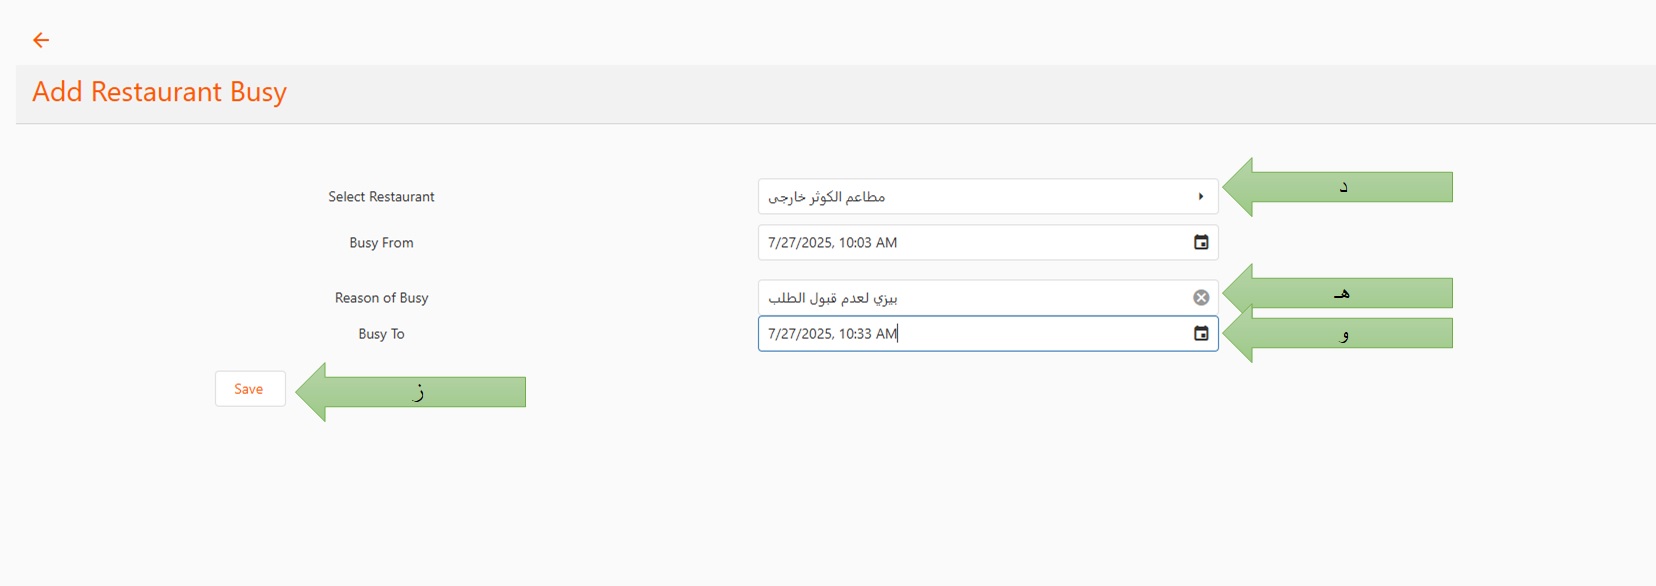 Add Restaurant Busy
Select Restaurant
مطاعم الكوثر خارجى
د
Busy From
7/27/2025, 10:03 AM
Reason of Busy
بيزي لعدم قبول الطلب
هـ
Busy To
7/27/2025, 10:33 AM
و
Save
ز